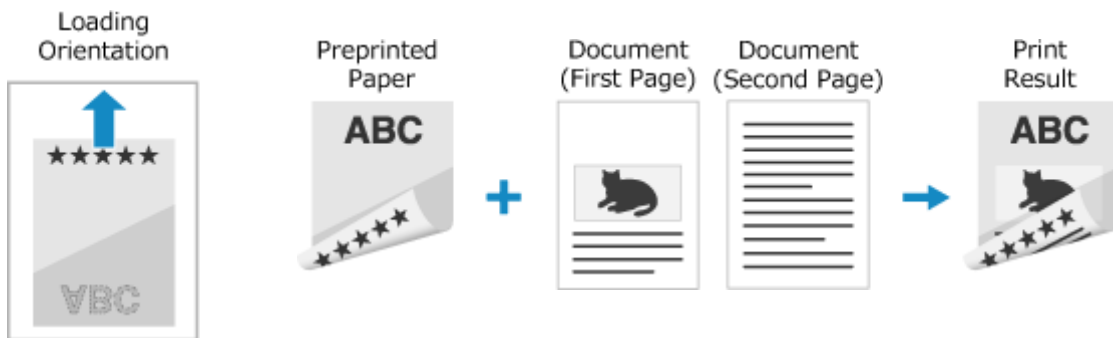 Loading
Orientation
Preprinted
Paper
Document
(First Page)
Document
(Second Page)
Print
Result
★★★★★
ABC
ABC
★★★★★
ABC
★★★★★